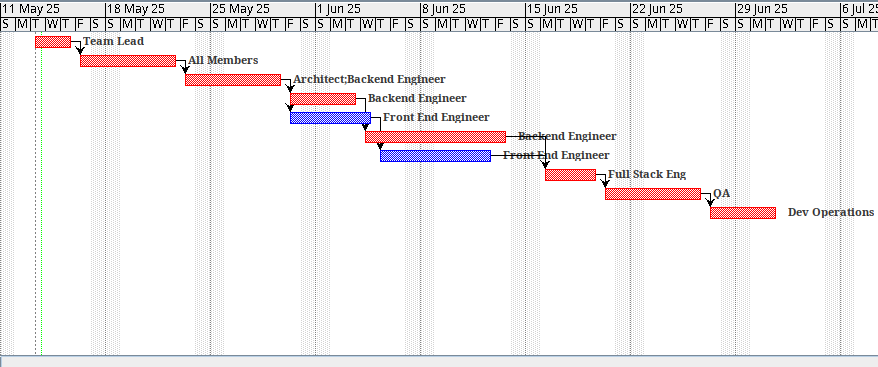 11 May 25 18 May 25 25 May 25 1 Jun 25 8 Jun 25 15 Jun 25 22 Jun 25 29 Jun 25 6 Jul 25
S M T W T F S S M T W T F S S M T W T F S S M T W T F S S M T W T F S S M T W T F S S M T W T F S S M T W T F S S M T
Team Lead
All Members
Architect;Backend Engineer
Backend Engineer
Front End Engineer
Backend Engineer
Front End Engineer
Full Stack Eng
QA
Dev Operations